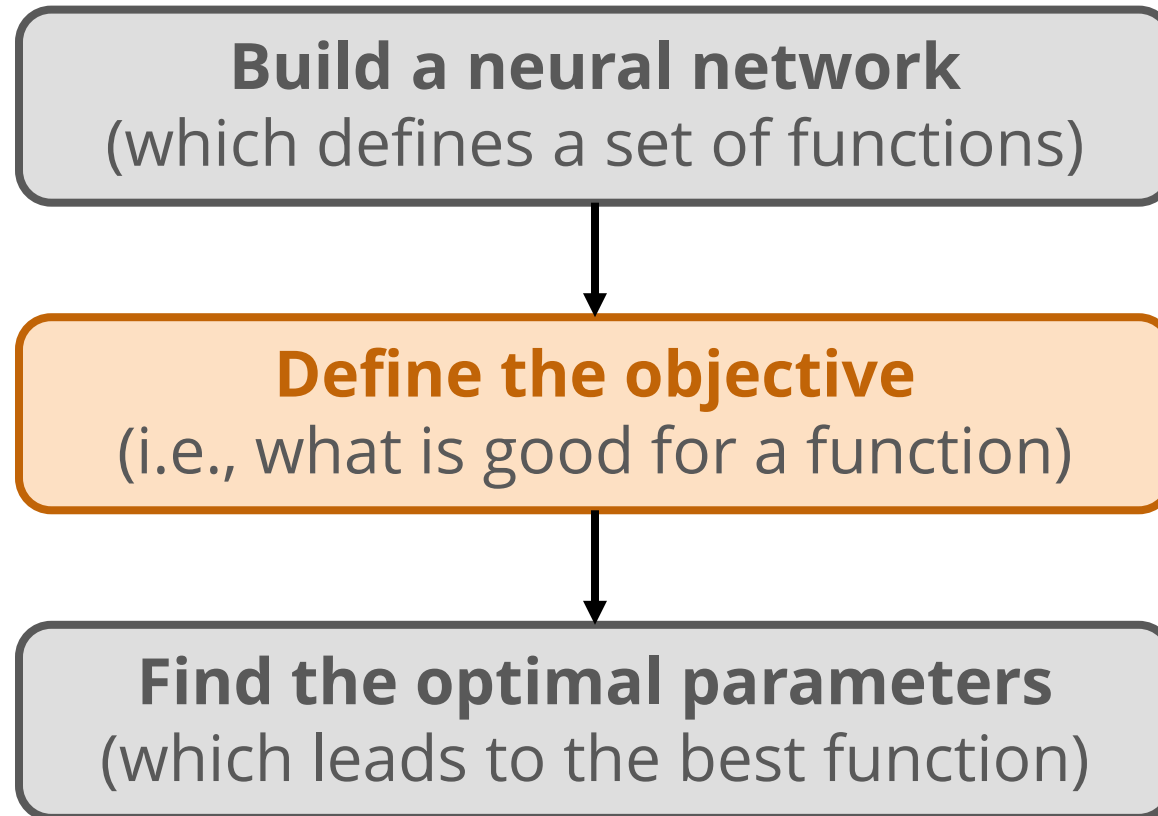 Build a neural network
(which defines a set of functions)
Define the objective
(i.e., what is good for a function)
Find the optimal parameters
(which leads to the best function)